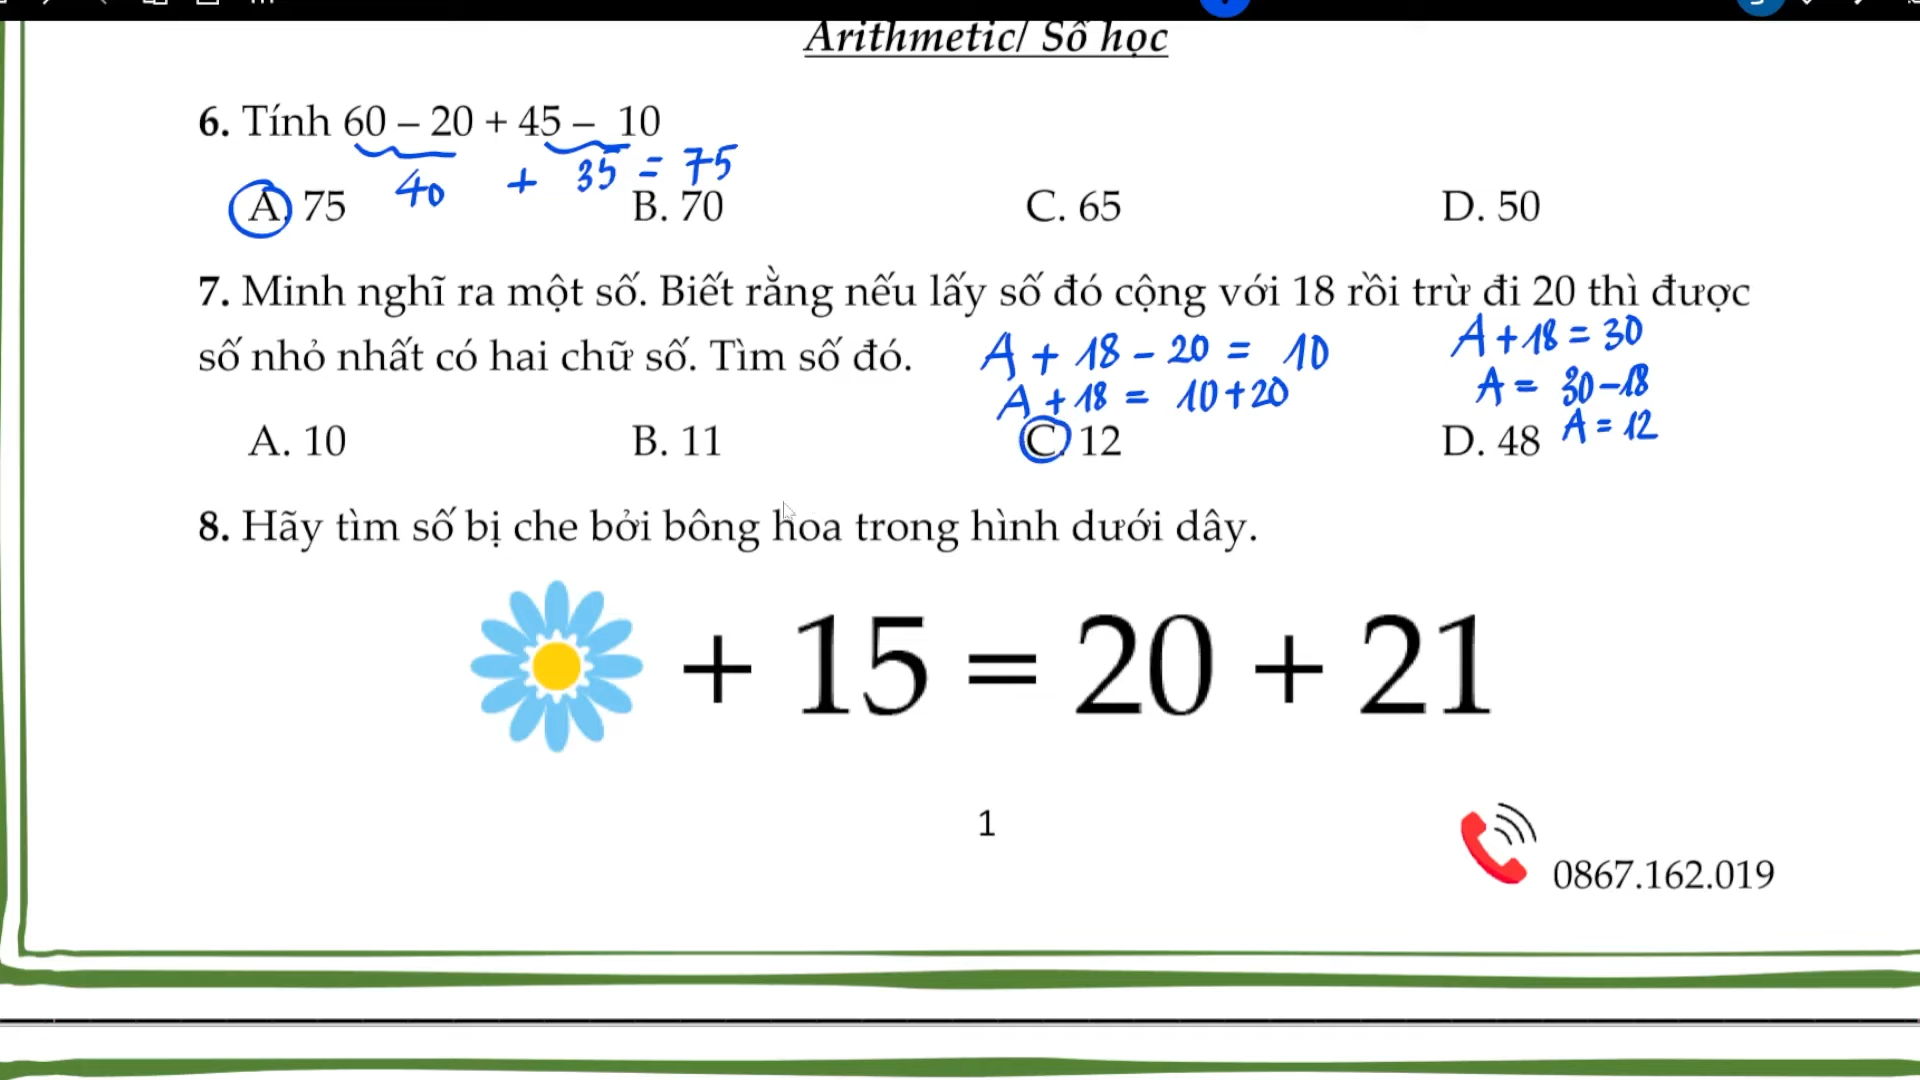 Arithmetic/ Số học
6. Tính 60 – 20 + 45 – 10
40 + 35 = 75
A. 75 B. 70 C. 65 D. 50
7. Minh nghĩ ra một số. Biết rằng nếu lấy số đó cộng với 18 rồi trừ đi 20 thì được
số nhỏ nhất có hai chữ số. Tìm số đó.
A + 18 - 20 = 10
A + 18 = 10 + 20
A + 18 = 30
A = 30 - 18
A = 12
A. 10 B. 11 C. 12 D. 48
8. Hãy tìm số bị che bởi bông hoa trong hình dưới dây.
+ 15 = 20 + 21
1
0867.162.019